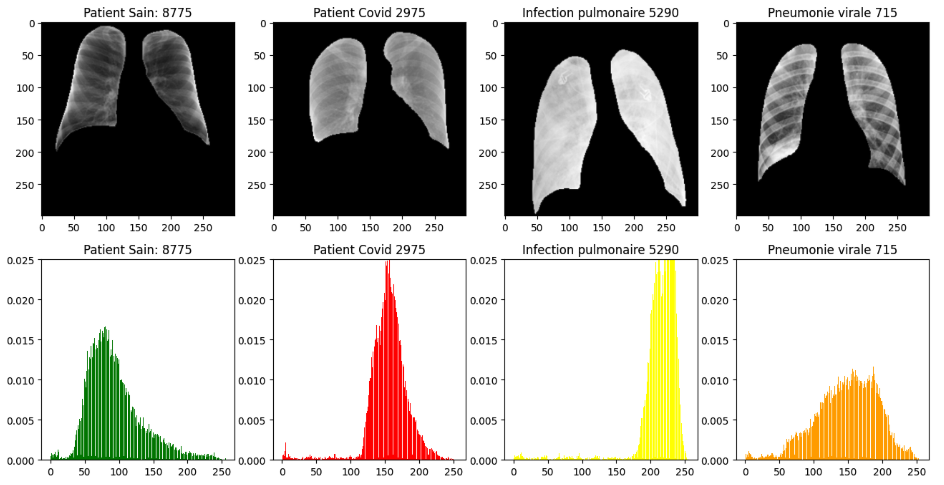 Patient Sain: 8775 Patient Covid 2975 Infection pulmonaire 5290 Pneumonie virale 715
0 0 0 0
50 50 50 50
100 100 100 100
150 150 150 150
200 200 200 200
250 250 250 250
0 50 100 150 200 250 0 50 100 150 200 250 0 50 100 150 200 250 0 50 100 150 200 250
Patient Sain: 8775 Patient Covid 2975 Infection pulmonaire 5290 Pneumonie virale 715
0.025 0.025 0.025 0.025
0.020 0.020 0.020 0.020
0.015 0.015 0.015 0.015
0.010 0.010 0.010 0.010
0.005 0.005 0.005 0.005
0.000 0.000 0.000 0.000
0 50 100 150 200 250 0 50 100 150 200 250 0 50 100 150 200 250 0 50 100 150 200 250